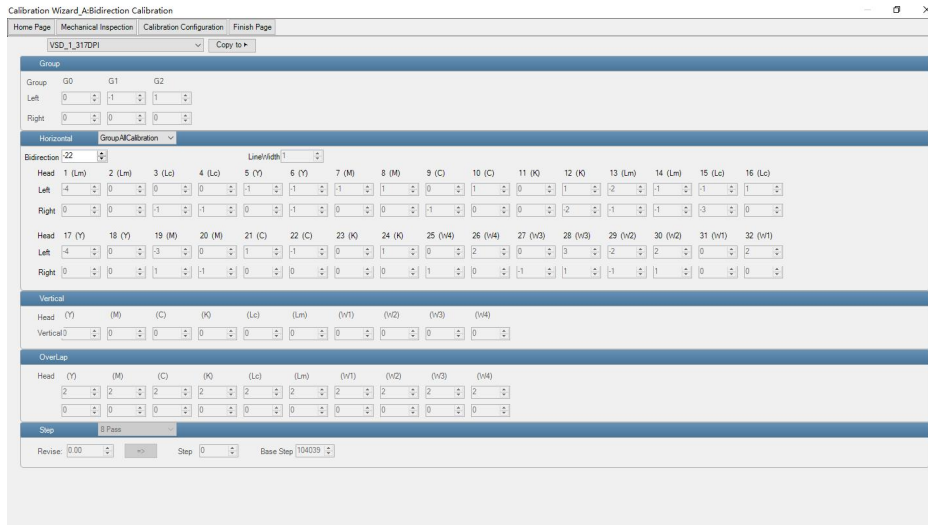 Calibration Wizard_A:Bidirection Calibration
Home Page Mechanical Inspection Calibration Configuration Finish Page
VSD_1_317DPI Copy to
Group
Group G0 G1 G2
Left 0 -1 1
Right 0 0 0
Horizontal GroupAllCalibration
Bidirection -22 LineWidth 1
Head 1 (Lm) 2 (Lm) 3 (Lc) 4 (Lc) 5 (Y) 6 (Y) 7 (M) 8 (M) 9 (C) 10 (C) 11 (K) 12 (K) 13 (Lm) 14 (Lm) 15 (Lc) 16 (Lc)
Left -4 0 0 0 -1 -1 -1 1 0 1 0 1 -2 -1 -1 1
Right 0 0 -1 -1 0 -1 0 0 -1 0 0 -2 -1 -1 -3 0
Head 17 (Y) 18 (Y) 19 (M) 20 (M) 21 (C) 22 (C) 23 (K) 24 (K) 25 (W4) 26 (W4) 27 (W3) 28 (W3) 29 (W2) 30 (W2) 31 (W1) 32 (W1)
Left -4 0 -3 0 1 -1 0 1 0 2 0 3 -2 2 0 2
Right 0 0 1 -1 0 0 0 0 1 0 -1 1 -1 1 0 0
Vertical
Head (Y) (M) (C) (K) (Lc) (Lm) (W1) (W2) (W3) (W4)
Vertical 0 0 0 0 0 0 0 0 0 0
OverLap
Head (Y) (M) (C) (K) (Lc) (Lm) (W1) (W2) (W3) (W4)
2 2 2 2 2 2 2 2 2 2
0 0 0 0 0 0 0 0 0 0
Step 8 Pass
Revise: 0.00 Step 0 Base Step 104039